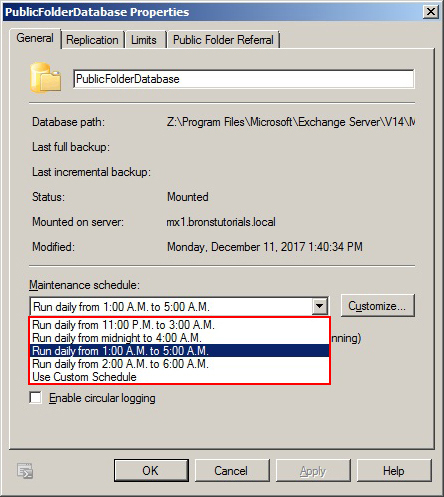 PublicFolderDatabase Properties
General Replication Limits Public Folder Referral
PublicFolderDatabase
Database path: Z:\Program Files\Microsoft\Exchange Server\V14\M
Last full backup:
Last incremental backup:
Status: Mounted
Mounted on server: mx1.bronstutorials.local
Modified: Monday, December 11, 2017 1:40:34 PM
Maintenance schedule:
Run daily from 1:00 A.M. to 5:00 A.M. Customize...
Run daily from 11:00 P.M. to 3:00 A.M.
Run daily from midnight to 4:00 A.M. nning)
Run daily from 1:00 A.M. to 5:00 A.M.
Run daily from 2:00 A.M. to 6:00 A.M.
Use Custom Schedule
Enable circular logging
OK Cancel Apply Help